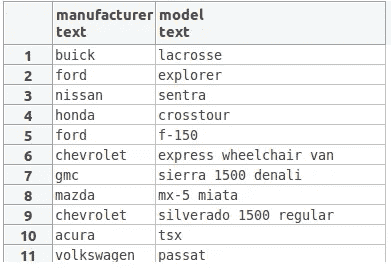 manufacturer model
text text
1 buick lacrosse
2 ford explorer
3 nissan sentra
4 honda crosstour
5 ford f-150
6 chevrolet express wheelchair van
7 gmc sierra 1500 denali
8 mazda mx-5 miata
9 chevrolet silverado 1500 regular
10 acura tsx
11 volkswagen passat